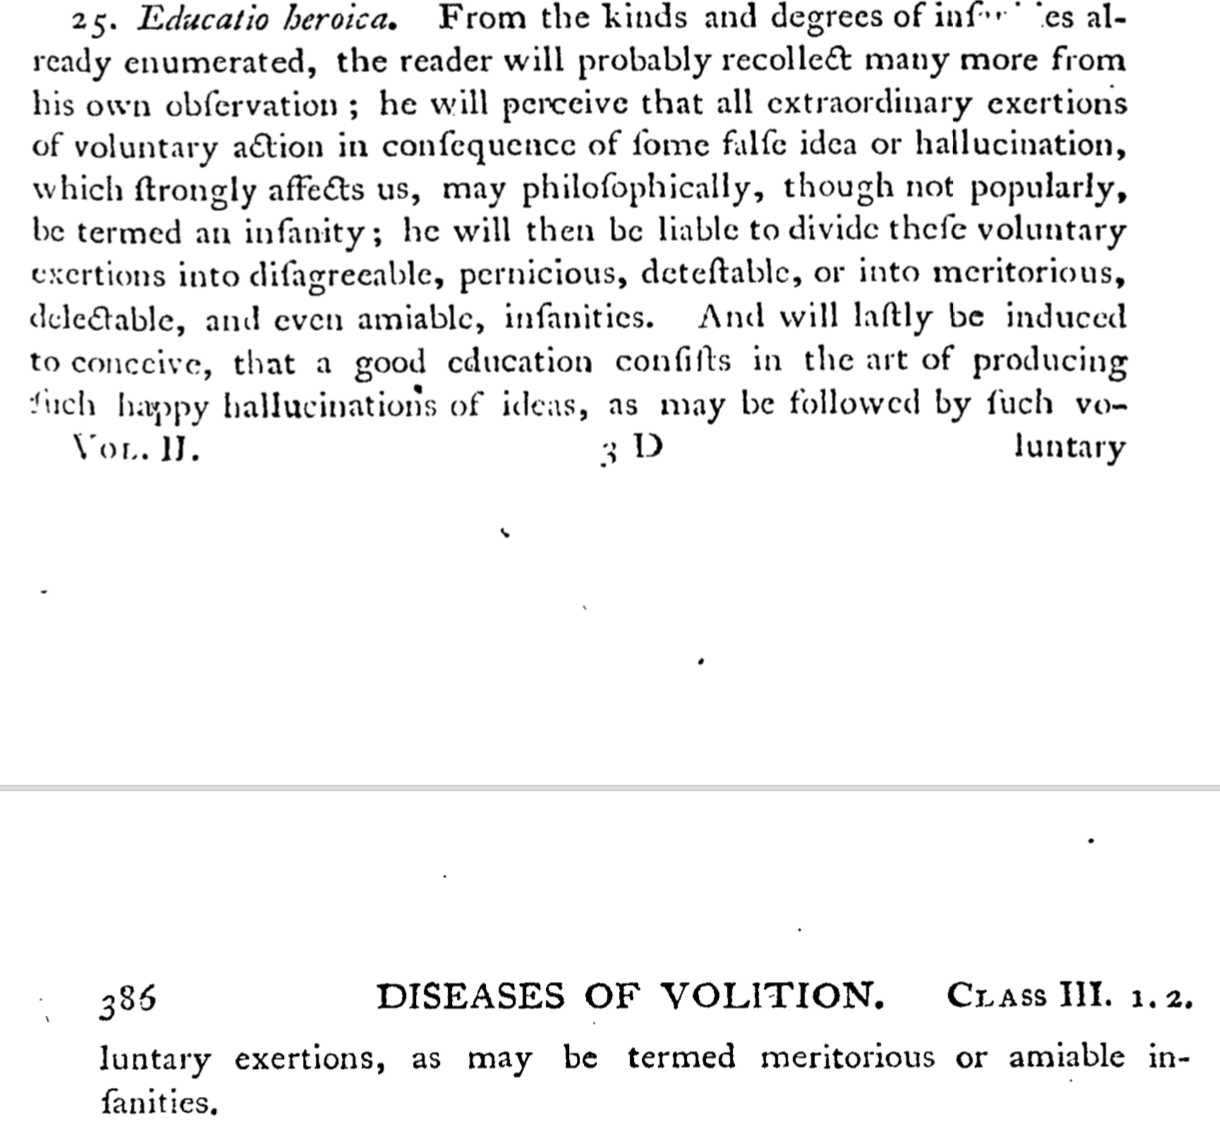 25. Educatio heroica. From the kinds and degrees of al-
ready enumerated, the reader will probably recollect many more from
his own obſervation ; he will perceive that all extraordinary exertions
of voluntary action in conſequence of ſome falſe idea or hallucination,
which ſtrongly affects us, may philoſophically, though not popularly,
be termed an inſanity ; he will then be liable to divide theſe voluntary
exertions into diſagreeable, pernicious, deteſtable, or into meritorious,
delectable, and even amiable, inſanities. And will laſtly be induced
to conceive, that a good education conſiſts in the art of producing
ſuch happy hallucinations of ideas, as may be followed by ſuch vo-
Vol. II. 3 D luntary
386 DISEASES OF VOLITION. Class III. 1. 2.
luntary exertions, as may be termed meritorious or amiable in-
ſanities.